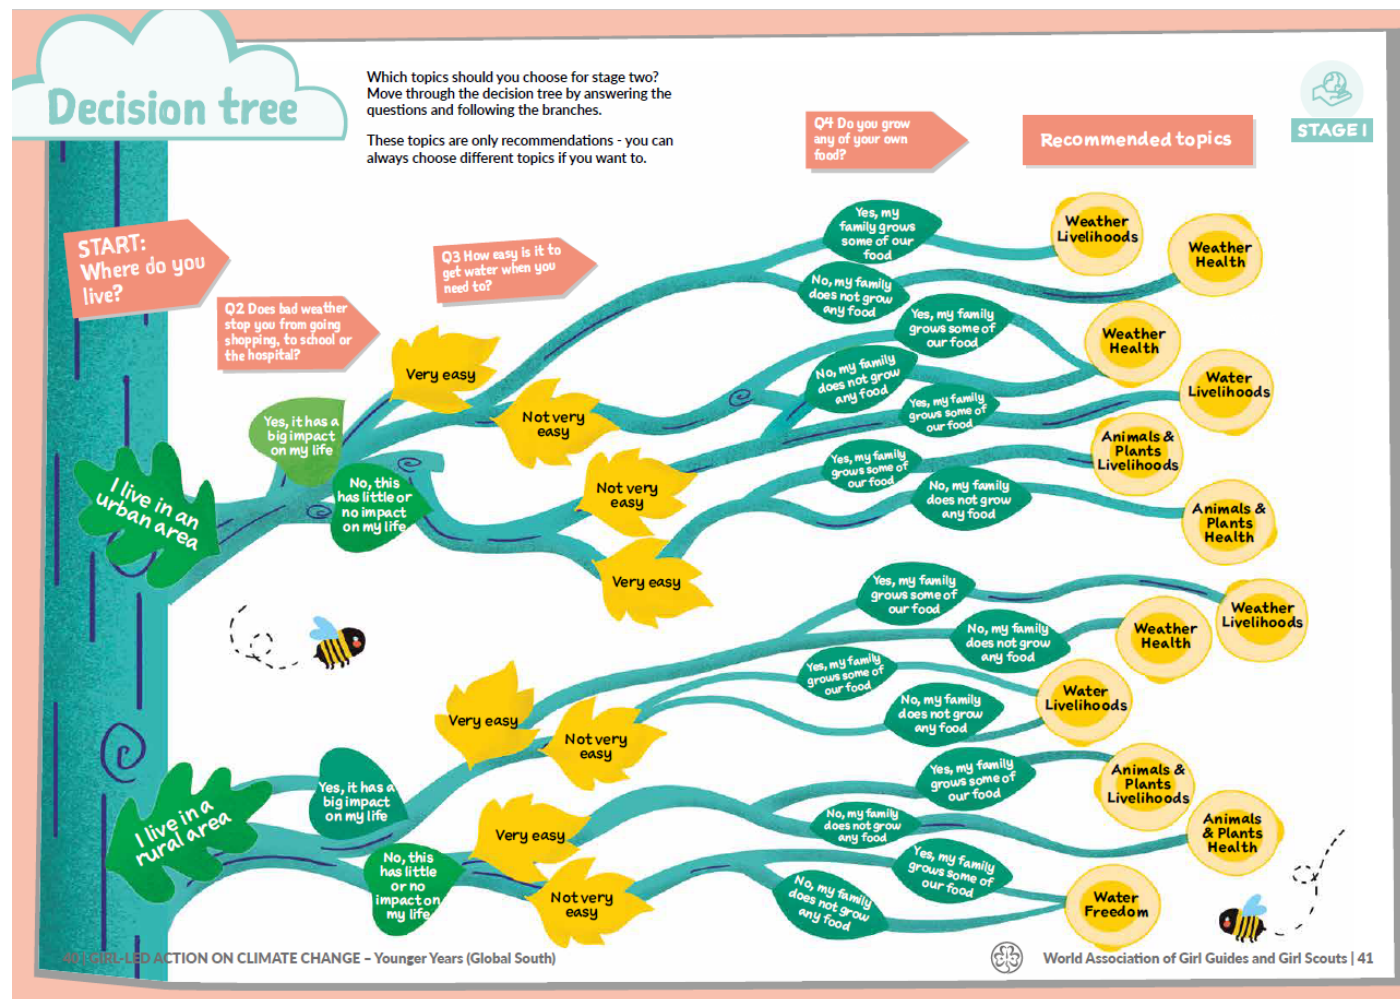 Decision tree
Which topics should you choose for stage two?
Move through the decision tree by answering the
questions and following the branches.
These topics are only recommendations - you can
always choose different topics if you want to.
STAGE 1
START:
Where do you
live?
Q2 Does bad weather
stop you from going
shopping, to school or
the hospital?
Q3 How easy is it to
get water when you
need to?
Q4 Do you grow
any of your own
food?
Recommended topics
I live in an
urban area
Yes, it has a
big impact
on my life
No, this
has little or
no impact
on my life
Very easy
Not very
easy
Not very
easy
Very easy
Yes, my
family grows
some of our
food
No, my family
does not grow
any food
Yes, my family
grows some of
our food
No, my family
does not grow
any food
Yes, my family
grows some of
our food
Yes, my family
grows some of
our food
No, my family
does not grow
any food
Weather
Livelihoods
Weather
Health
Weather
Health
Water
Livelihoods
Animals &
Plants
Livelihoods
Animals &
Plants
Health
I live in a
rural area
Yes, it has a
big impact
on my life
No, this
has little
or no
impact on
my life
Very easy
Not very
easy
Very easy
Not very
easy
Yes, my family
grows some of
our food
No, my family
does not grow
any food
Yes, my family
grows some of
our food
No, my family
does not grow
any food
Yes, my family
grows some of
our food
No, my family
does not grow
any food
Yes, my family
grows some of
our food
No, my family
does not grow
any food
Weather
Livelihoods
Weather
Health
Water
Livelihoods
Animals &
Plants
Livelihoods
Animals
& Plants
Health
Water
Freedom
40 | GIRL-LED ACTION ON CLIMATE CHANGE – Younger Years (Global South)
World Association of Girl Guides and Girl Scouts | 41